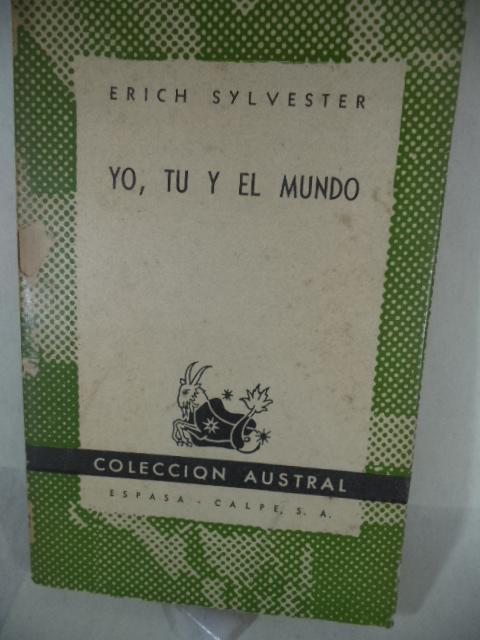 ERICH SYLVESTER
YO, TU Y EL MUNDO
COLECCION AUSTRAL
ESPASA - CALPE, S. A.